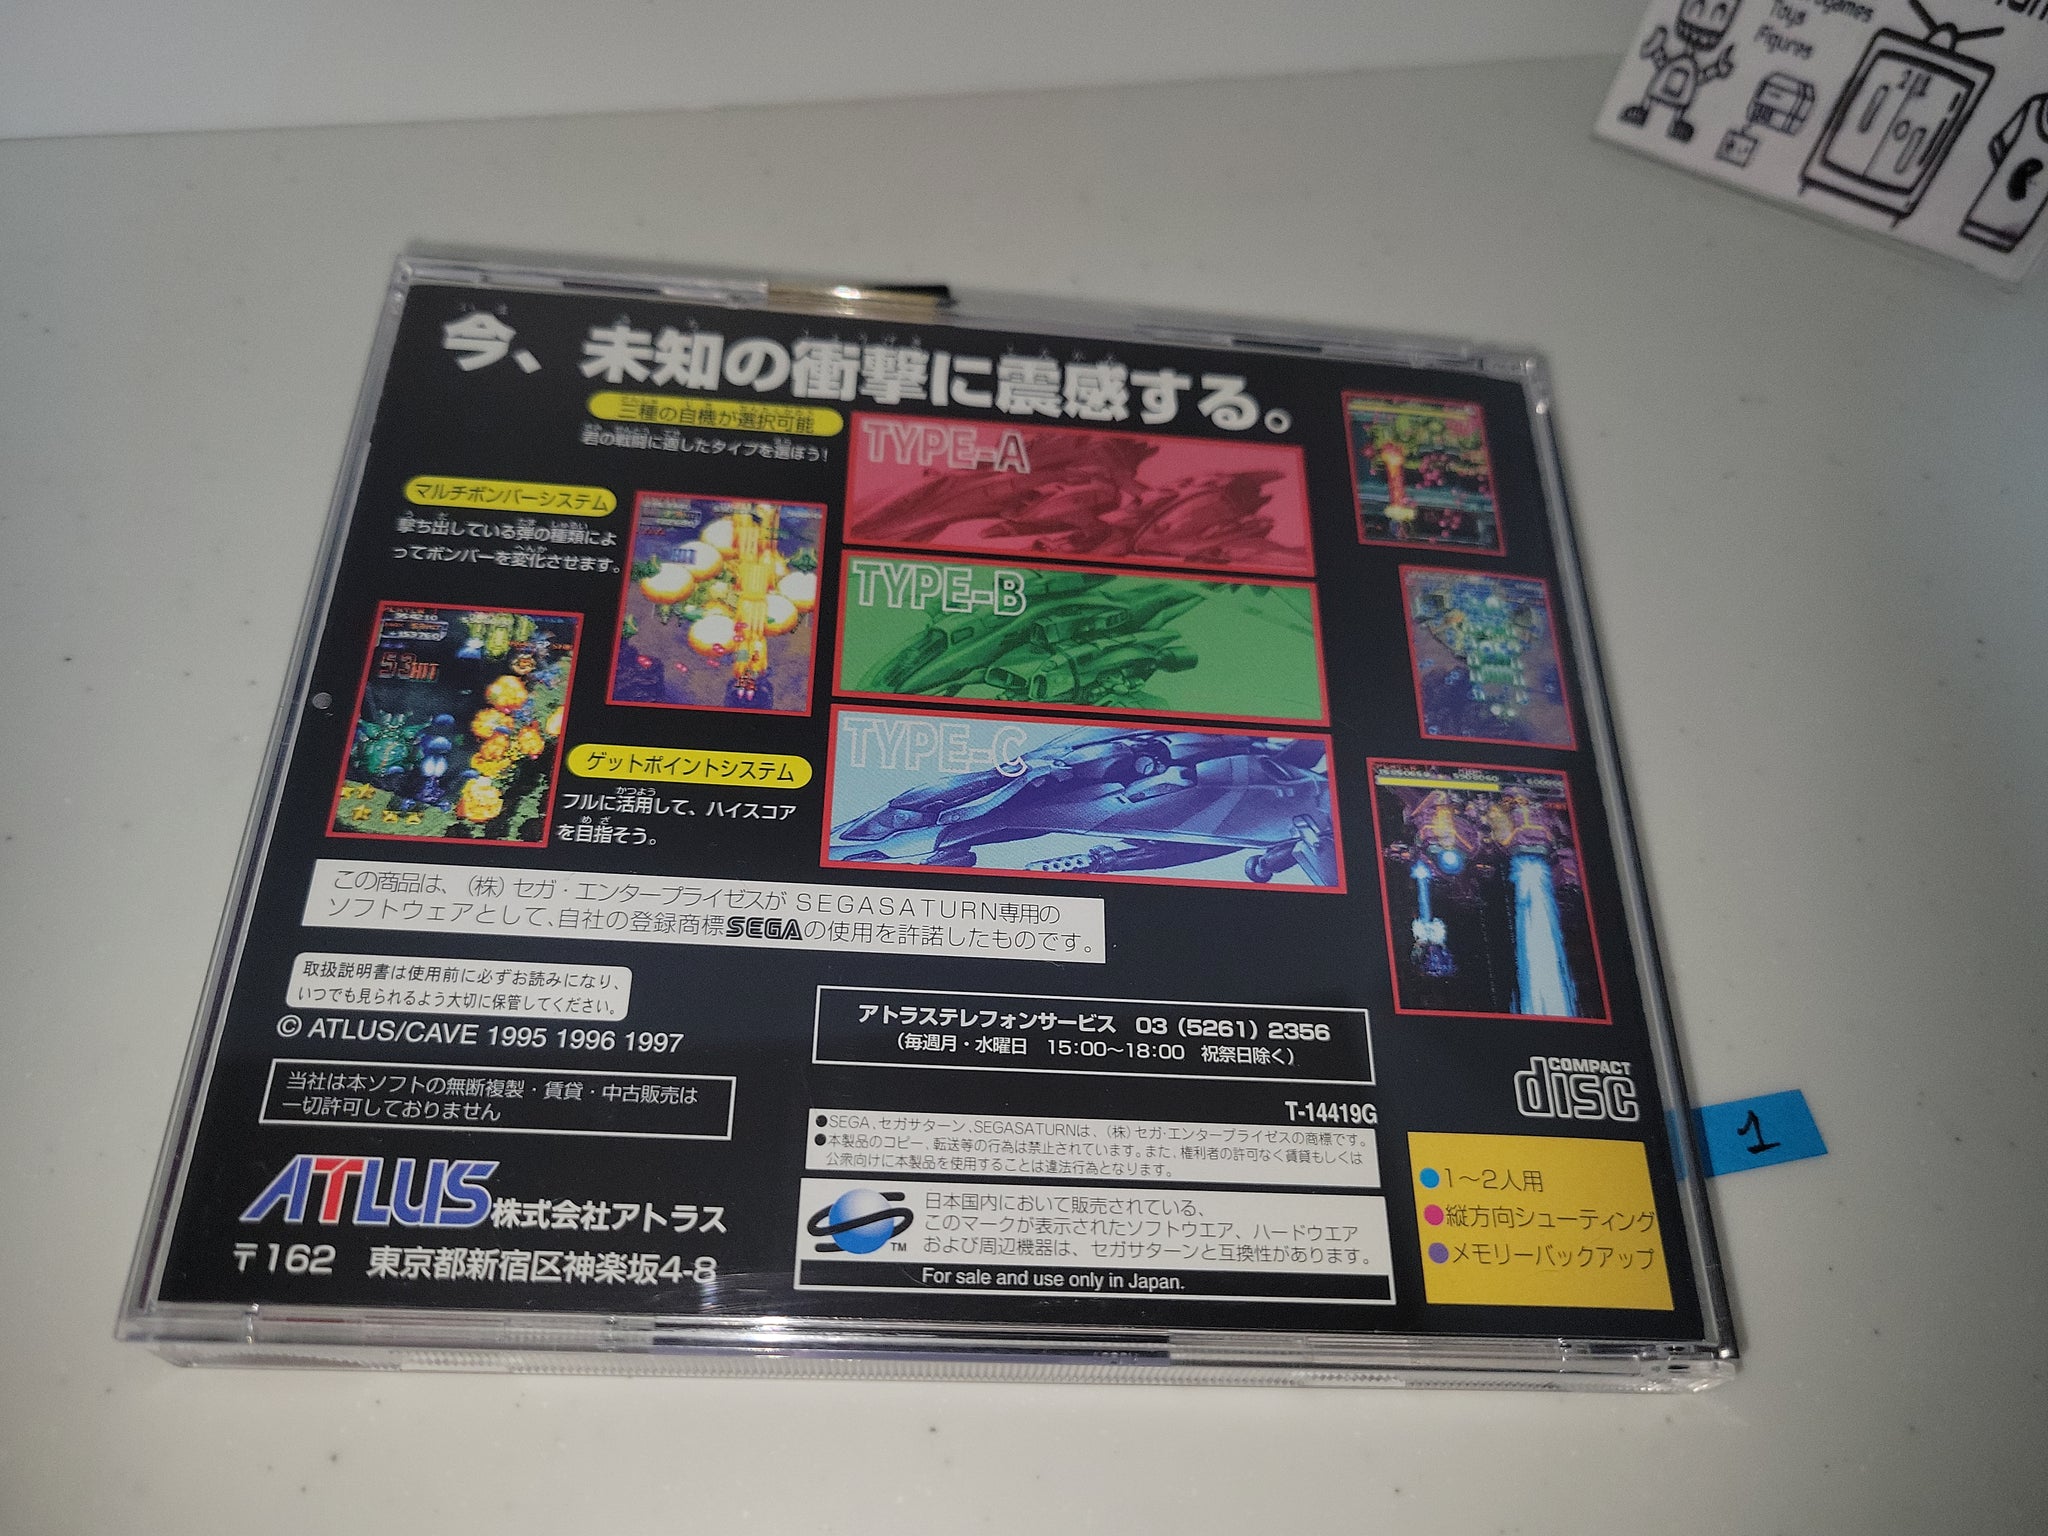 Toys
Figures
今、未知の衝撃に震感する。
三種の自機が選択可能
君の戦闘に適したタイプを選ぼう!
マルチボンバーシステム
撃ち出している弾の種類によ
ってボンバーを変化させます。
TYPE-A
TYPE-B
TYPE-C
53HIT
ゲットポイントシステム
フルに活用して、ハイスコア
を目指そう。
この商品は、(株)セガ・エンタープライゼスが SEGASATURN専用の
ソフトウェアとして、自社の登録商標SEGAの使用を許諾したものです。
取扱説明書は使用前に必ずお読みになり、
いつでも見られるよう大切に保管してください。
© ATLUS/CAVE 1995 1996 1997
当社は本ソフトの無断複製・賃貸・中古販売は
一切許可しておりません
ATLUS株式会社アトラス
〒162 東京都新宿区神楽坂4-8
アトラステレフォンサービス 03(5261)2356
(毎週月・水曜日 15:00〜18:00 祝祭日除く)
T-14419G
●SEGA、セガサターン、SEGASATURNは、(株)セガ・エンタープライゼスの商標です。
●本製品のコピー、転送等の行為は禁止されています。また、権利者の許可なく賃貸もしくは
公衆向けに本製品を使用することは違法行為となります。
日本国内において販売されている、
このマークが表示されたソフトウエア、ハードウエア
および周辺機器は、セガサターンと互換性があります。
TM
For sale and use only in Japan.
COMPACT
disc
●1〜2人用
●縦方向シューティング
●メモリーバックアップ
1